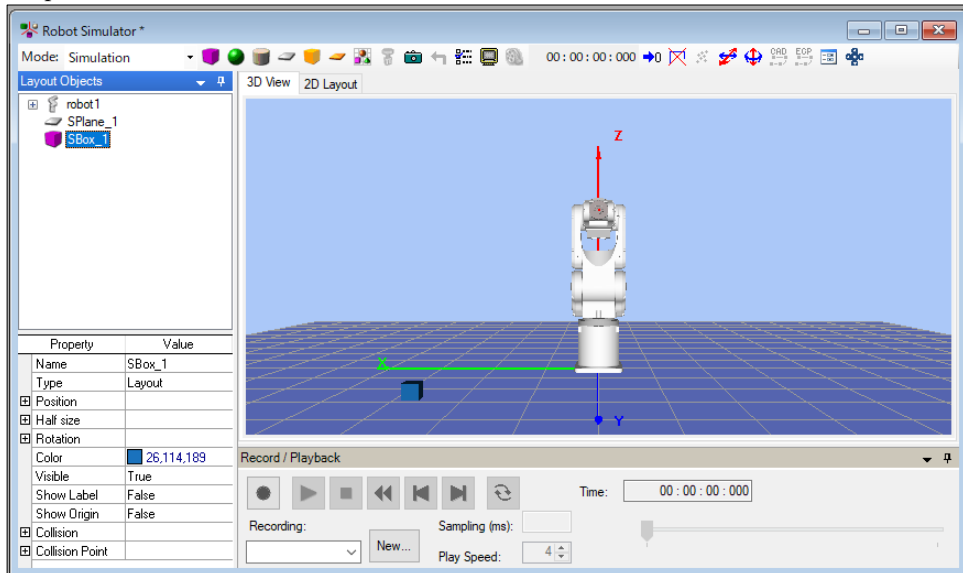 Robot Simulator *
Mode: Simulation 00:00:00:000 CAD ECP
Layout Objects
robot1
SPlane_1
SBox_1
3D View 2D Layout
Z
X
Y
Property Value
Name SBox_1
Type Layout
Position
Half size
Rotation
Color 26,114,189
Visible True
Show Label False
Show Origin False
Collision
Collision Point
Record / Playback
Time: 00 : 00 : 00 : 000
Recording: Sampling (ms):
New... Play Speed: 4